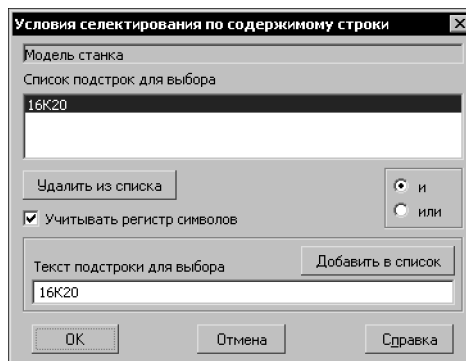 Условия селектирования по содержимому строки
Модель станка
Список подстрок для выбора
16К20
Удалить из списка
и
Учитывать регистр символов
или
Текст подстроки для выбора
Добавить в список
16К20
OK
Отмена
Справка